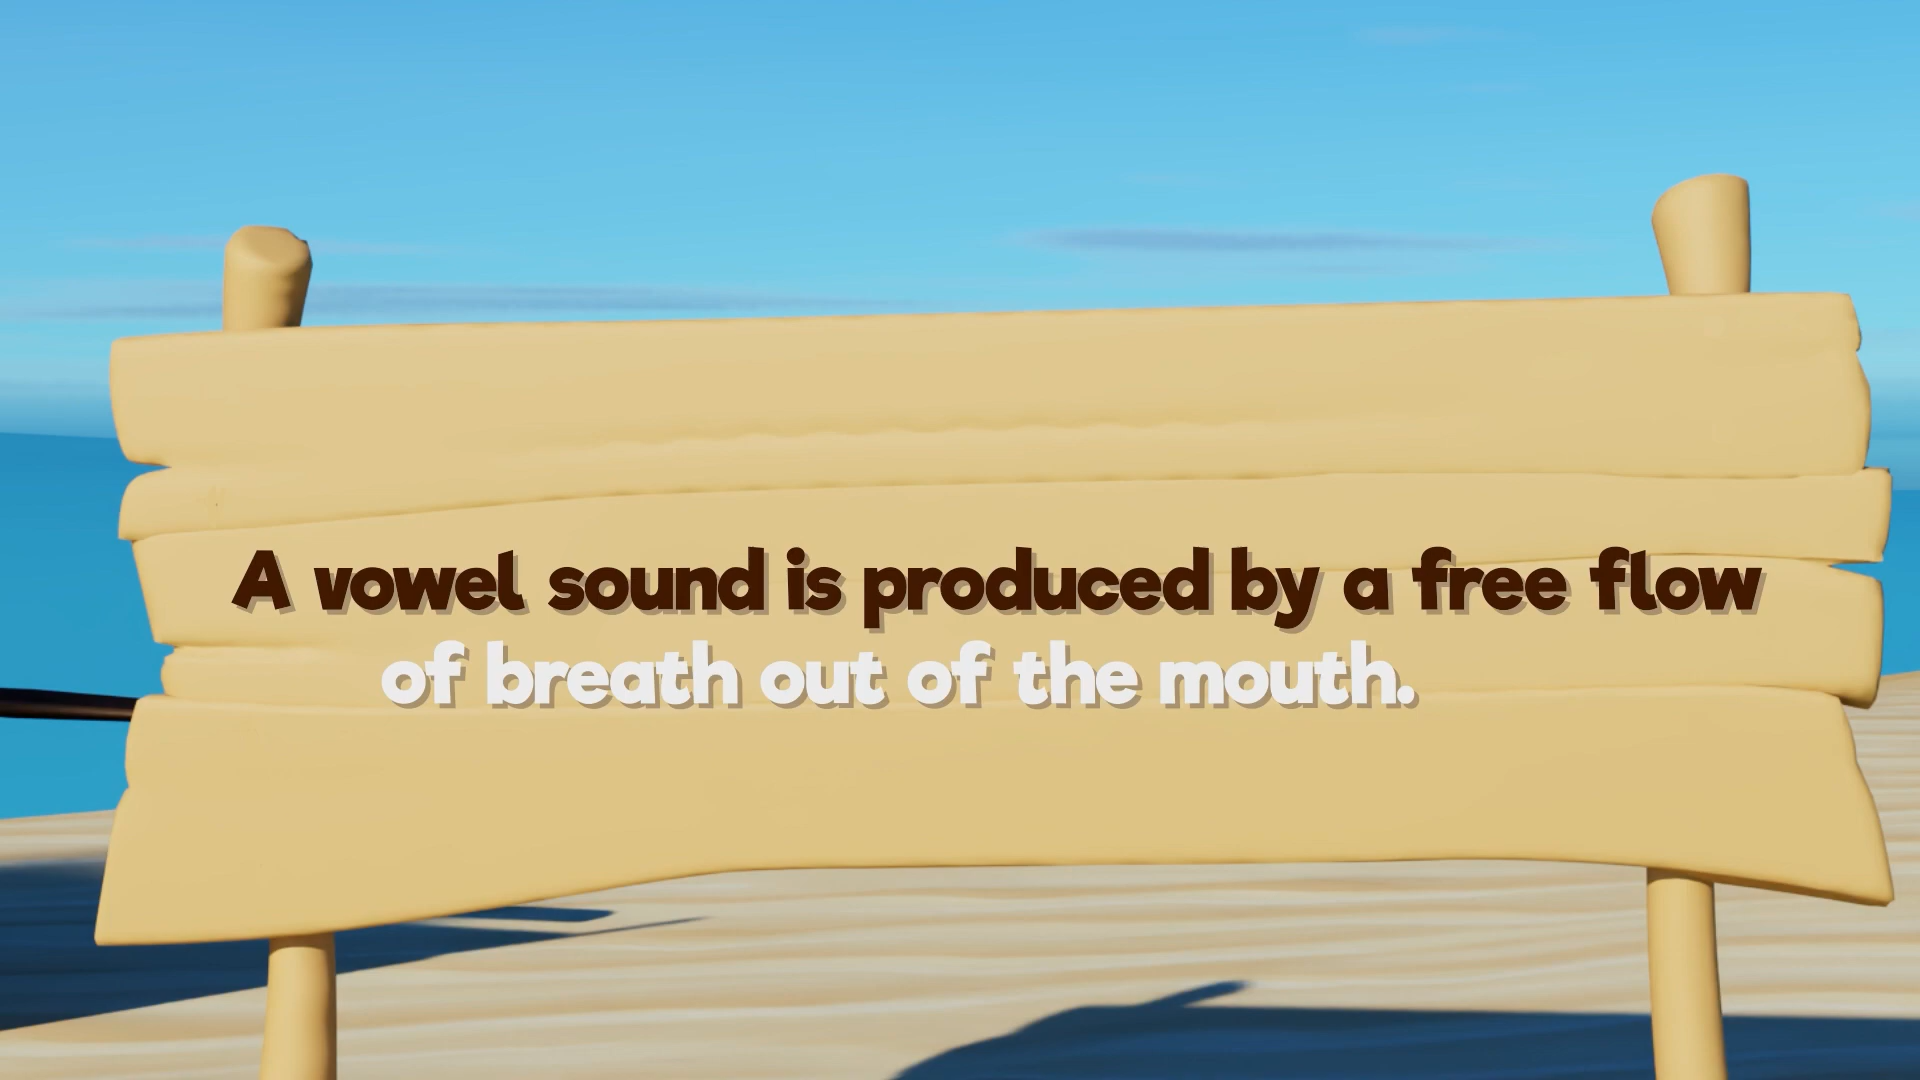 A vowel sound is produced by a free flow
of breath out of the mouth.